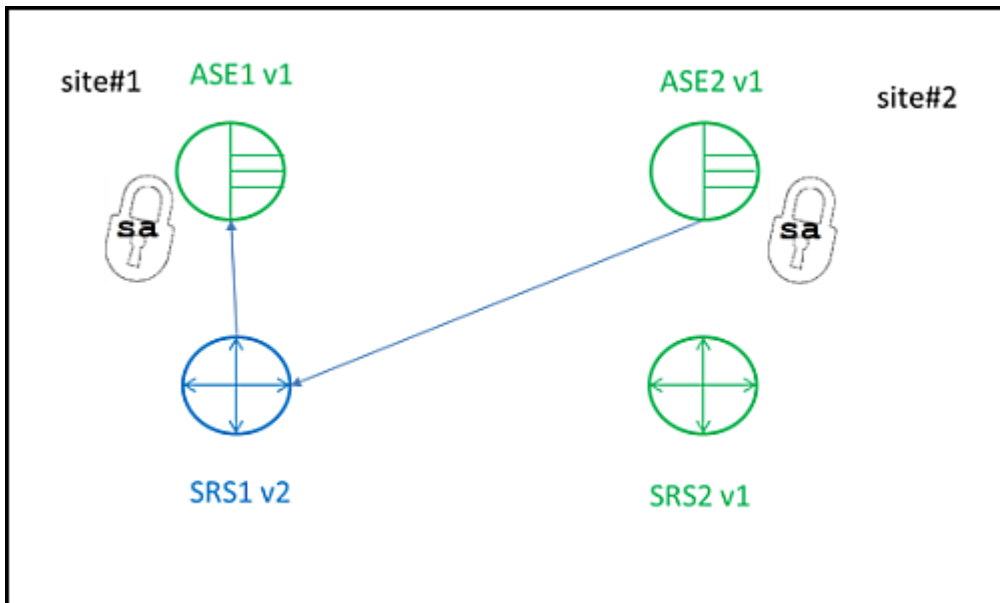 site#1
ASE1 v1
ASE2 v1
site#2
sa
sa
SRS1 v2
SRS2 v1